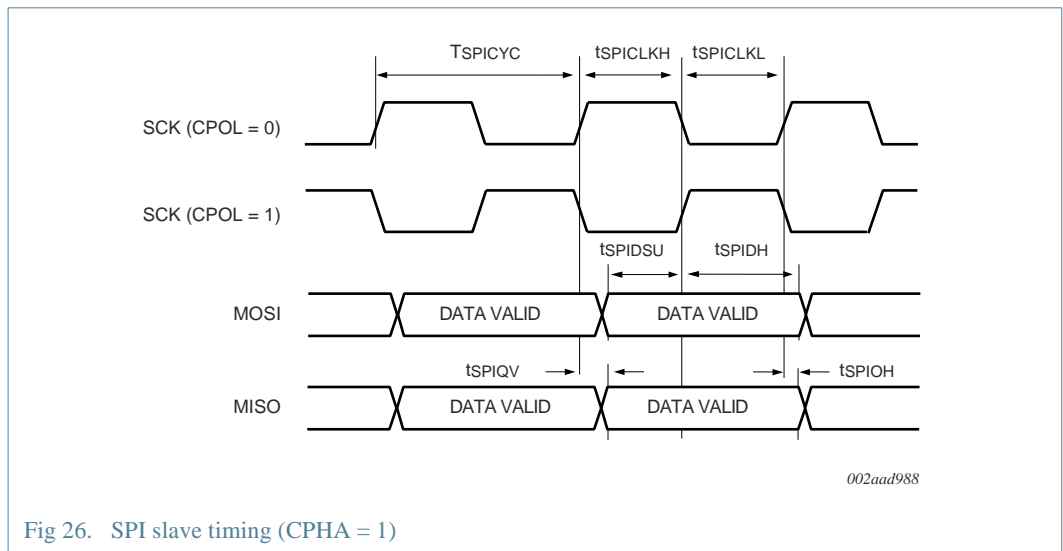 TSPICYC tSPICLKH tSPICLKL
SCK (CPOL = 0)
SCK (CPOL = 1)
tSPIDSU tSPIDH
MOSI DATA VALID DATA VALID
tSPIQV tSPIOH
MISO DATA VALID DATA VALID
002aad988
Fig 26. SPI slave timing (CPHA = 1)